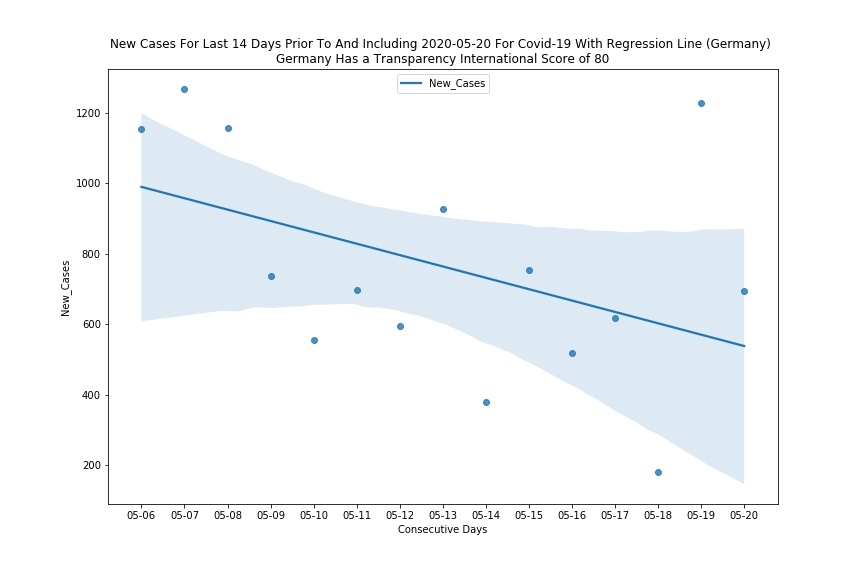 New Cases For Last 14 Days Prior To And Including 2020-05-20 For Covid-19 With Regression Line (Germany)
Germany Has a Transparency International Score of 80
New_Cases
New_Cases
1200
1000
800
600
400
200
05-06 05-07 05-08 05-09 05-10 05-11 05-12 05-13 05-14 05-15 05-16 05-17 05-18 05-19 05-20
Consecutive Days